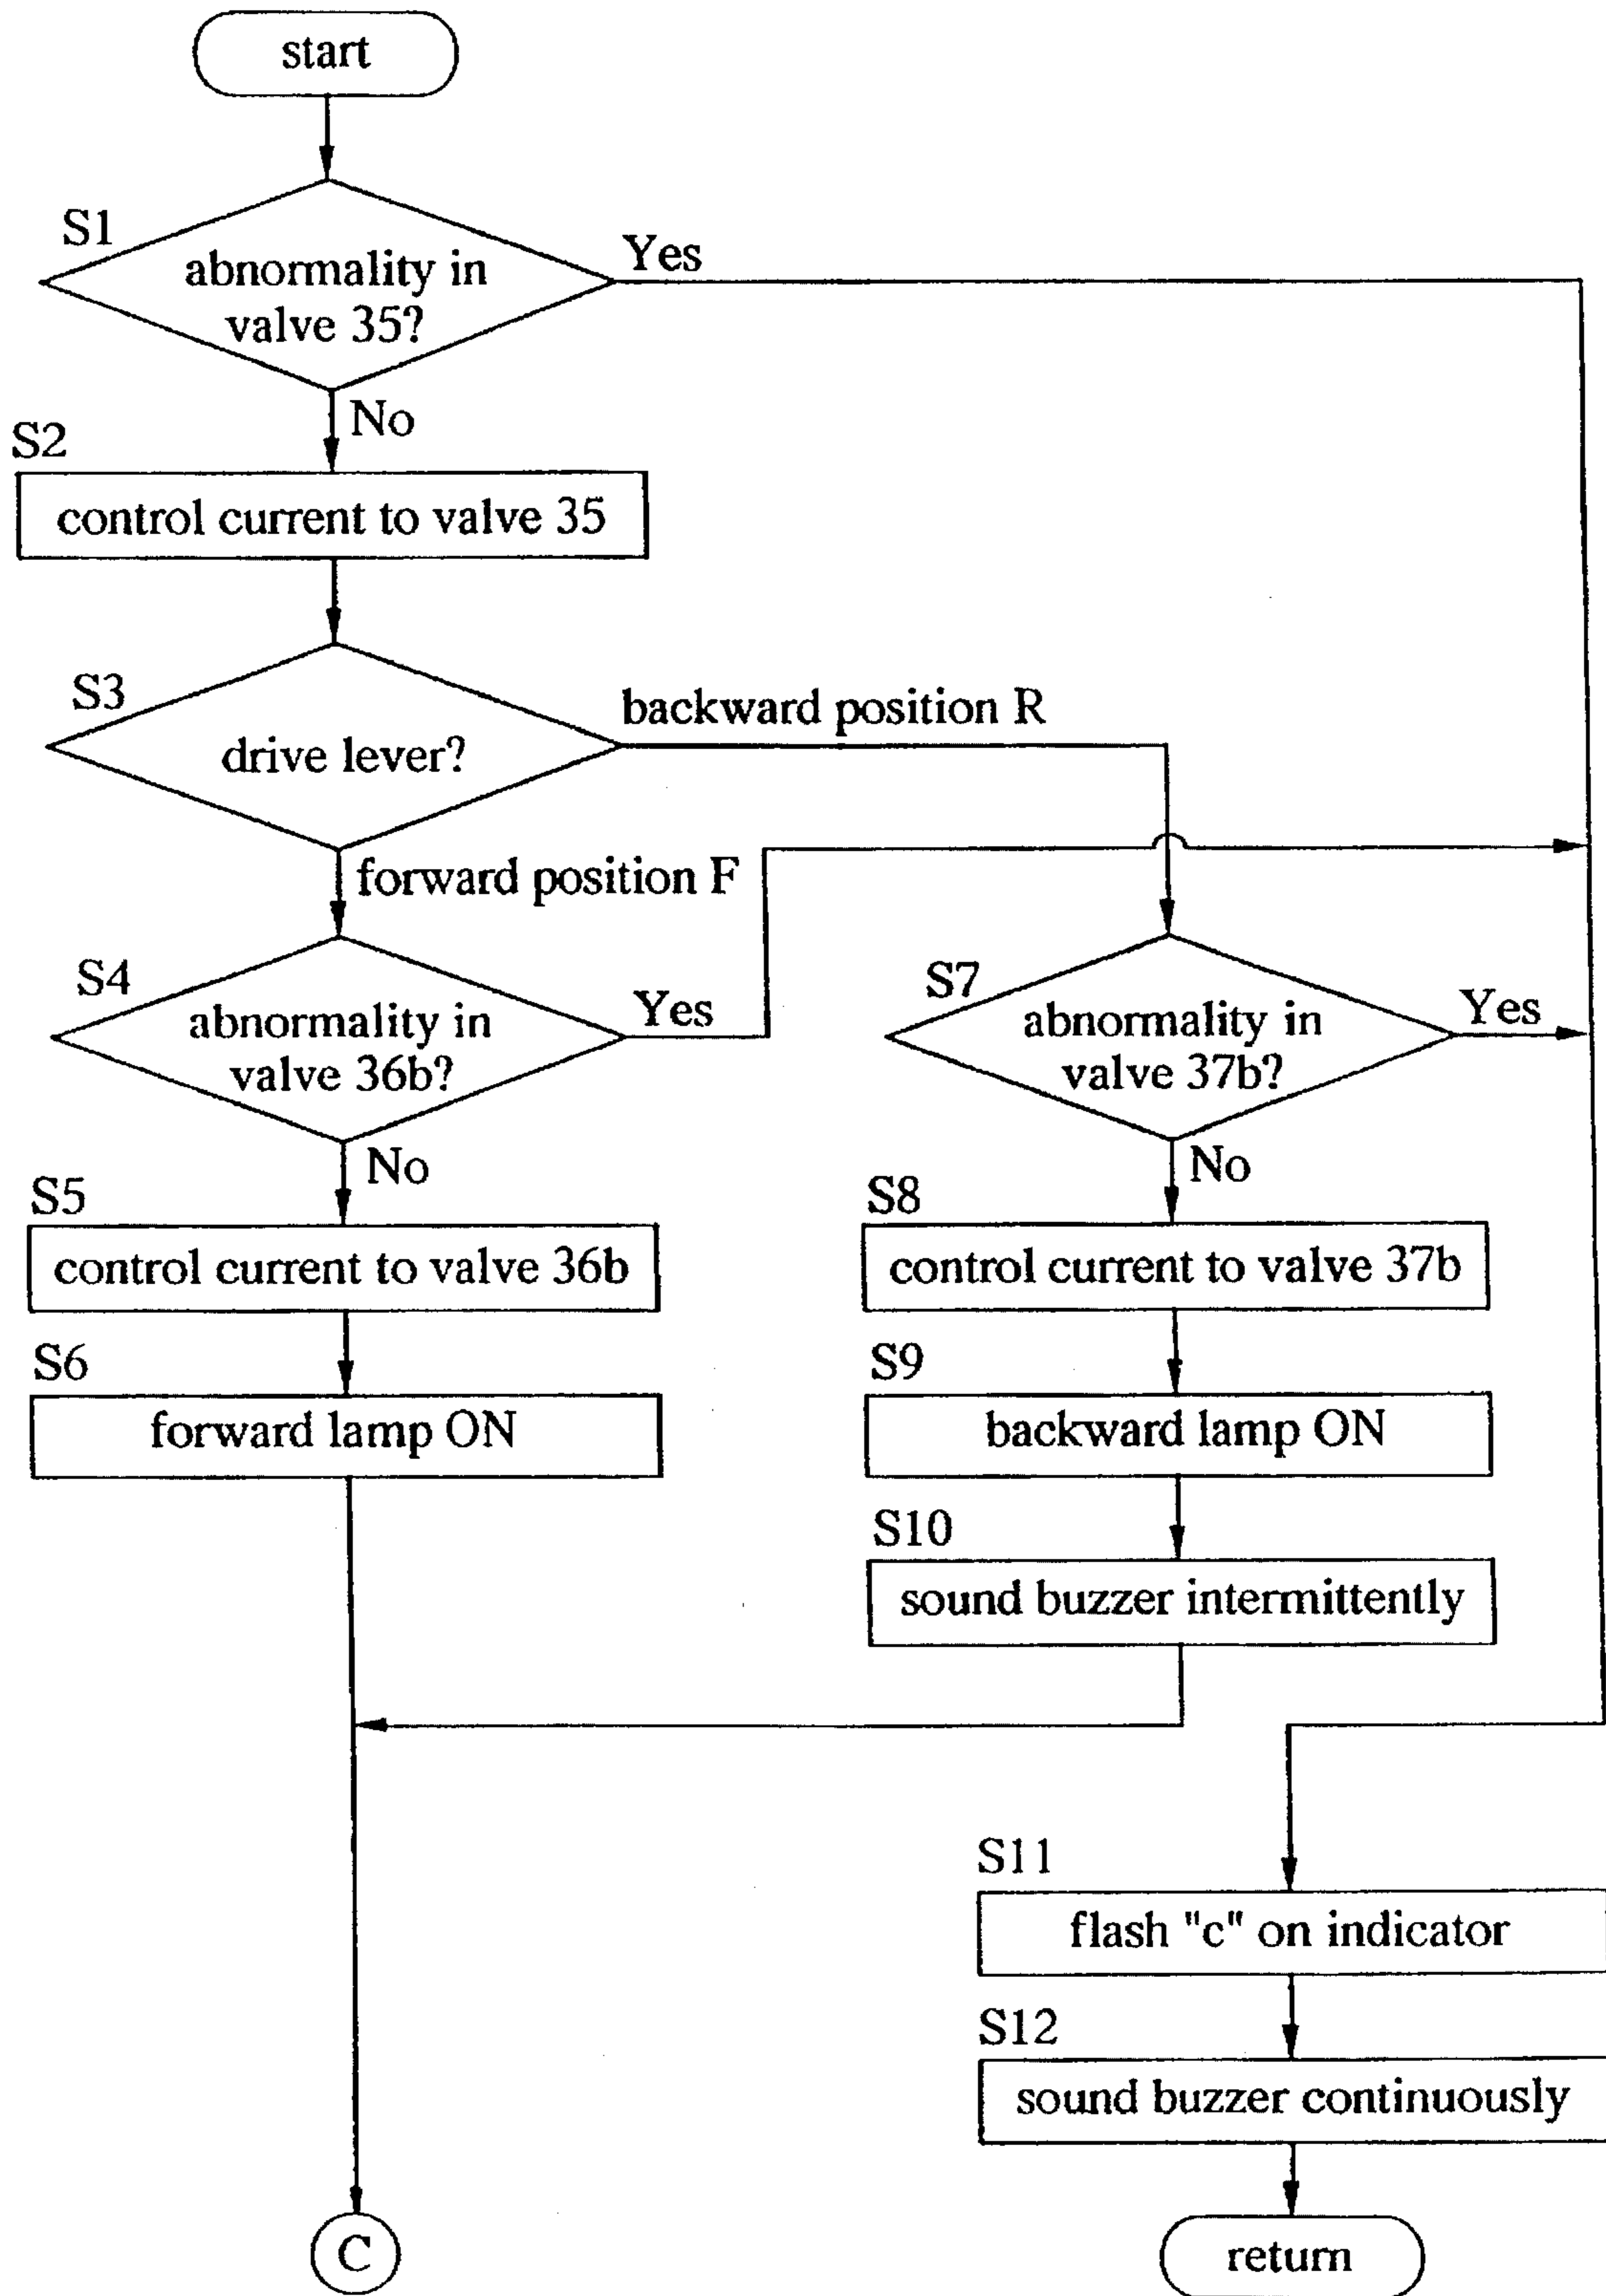 start
S1
abnormality in
valve 35?
Yes
No
S2
control current to valve 35
S3
drive lever?
backward position R
forward position F
S4
abnormality in
valve 36b?
Yes
S7
abnormality in
valve 37b?
Yes
No
No
S5
control current to valve 36b
S8
control current to valve 37b
S6
forward lamp ON
S9
backward lamp ON
S10
sound buzzer intermittently
S11
flash "c" on indicator
S12
sound buzzer continuously
C
return